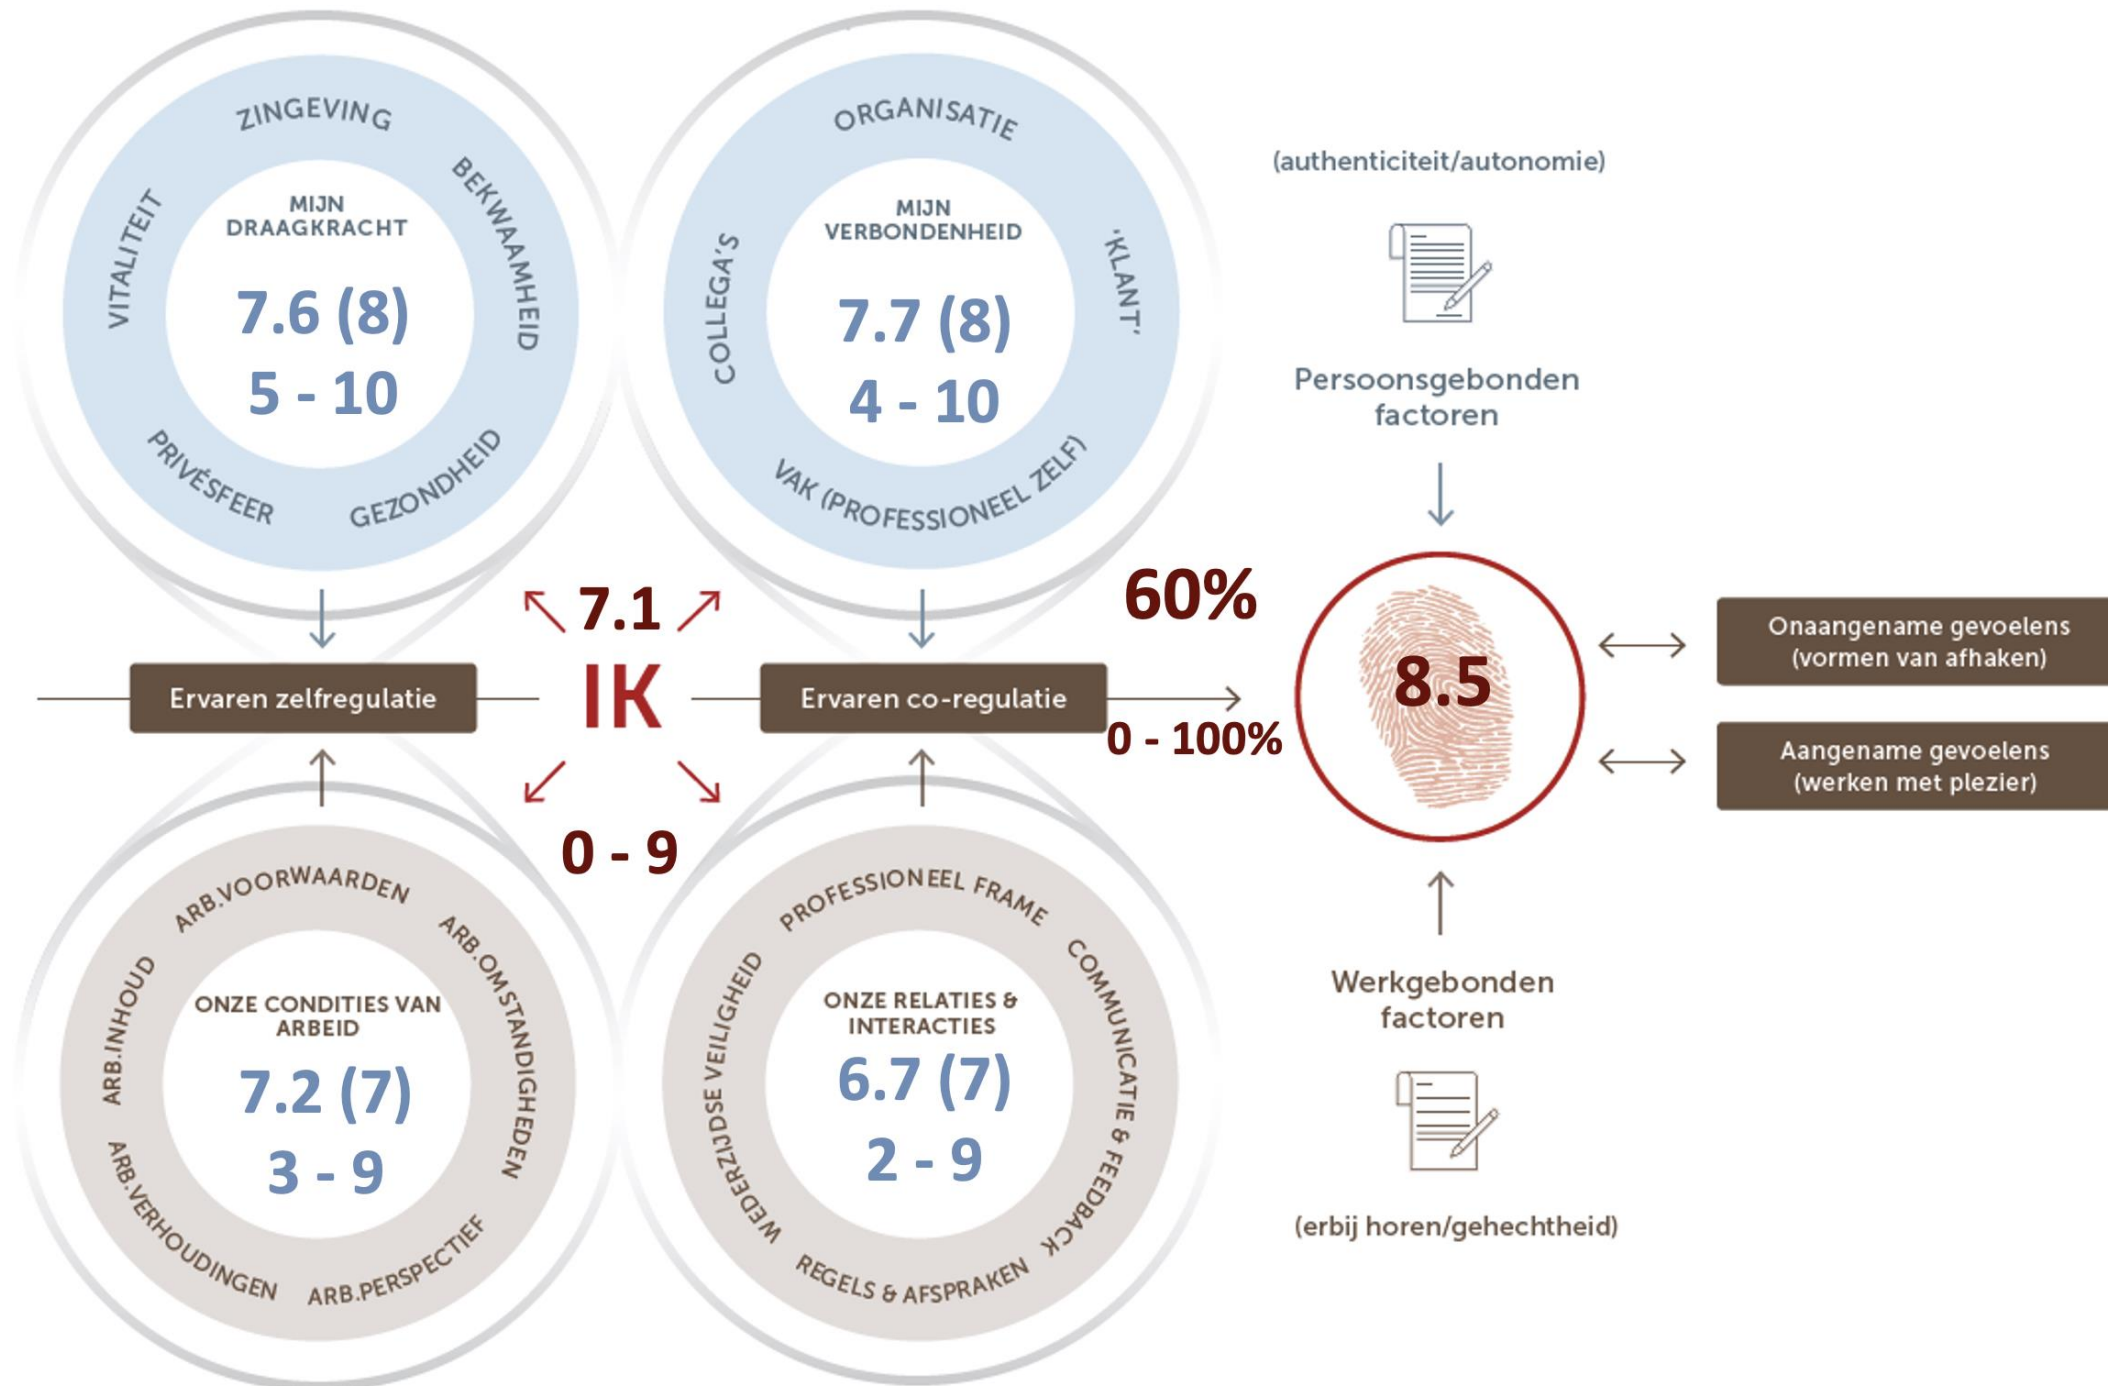 ZINGEVING
BEKWAAMHEID
VITALITEIT
PRIVÉSFEER
GEZONDHEID
MIJN
DRAAGKRACHT
7.6 (8)
5 - 10
ORGANISATIE
'KLANT'
COLLEGA'S
VAK (PROFESSIONEEL ZELF)
MIJN
VERBONDENHEID
7.7 (8)
4 - 10
(authenticiteit/autonomie)
Persoonsgebonden
factoren
Ervaren zelfregulatie
7.1
IK
0 - 9
Ervaren co-regulatie
60%
0 - 100%
8.5
Onaangename gevoelens
(vormen van afhaken)
Aangename gevoelens
(werken met plezier)
ARB.VOORWAARDEN
ARB.OMSTANDIGHEDEN
ARB.INHOUD
ARB.VERHOUDINGEN
ARB.PERSPECTIEF
ONZE CONDITIES VAN
ARBEID
7.2 (7)
3 - 9
PROFESSIONEEL FRAME
COMMUNICATIE & FEEDBACK
WEDERZIJDSE VEILIGHEID
REGELS & AFSPRAKEN
ONZE RELATIES &
INTERACTIES
6.7 (7)
2 - 9
Werkgebonden
factoren
(erbij horen/gehechtheid)